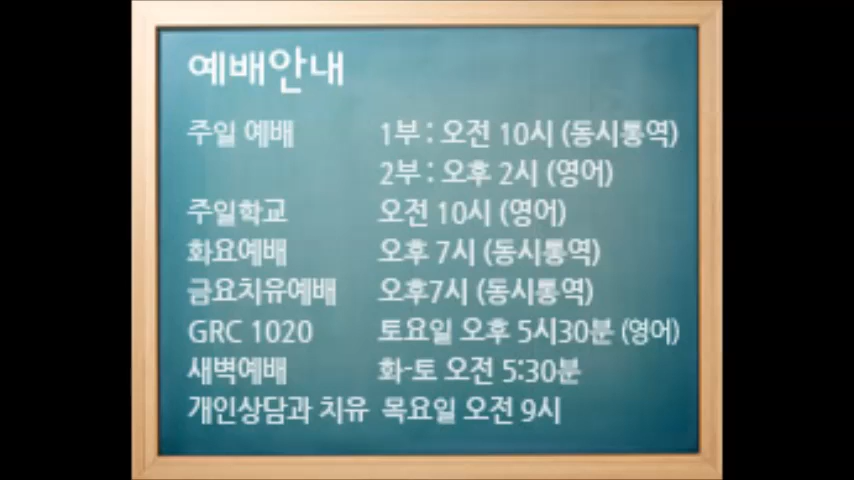 예배안내
주일 예배 1부 : 오전 10시 (동시통역)
2부 : 오후 2시 (영어)
주일학교 오전 10시 (영어)
화요예배 오후 7시 (동시통역)
금요치유예배 오후7시 (동시통역)
GRC 1020 토요일 오후 5시30분 (영어)
새벽예배 화-토 오전 5:30분
개인상담과 치유 목요일 오전 9시